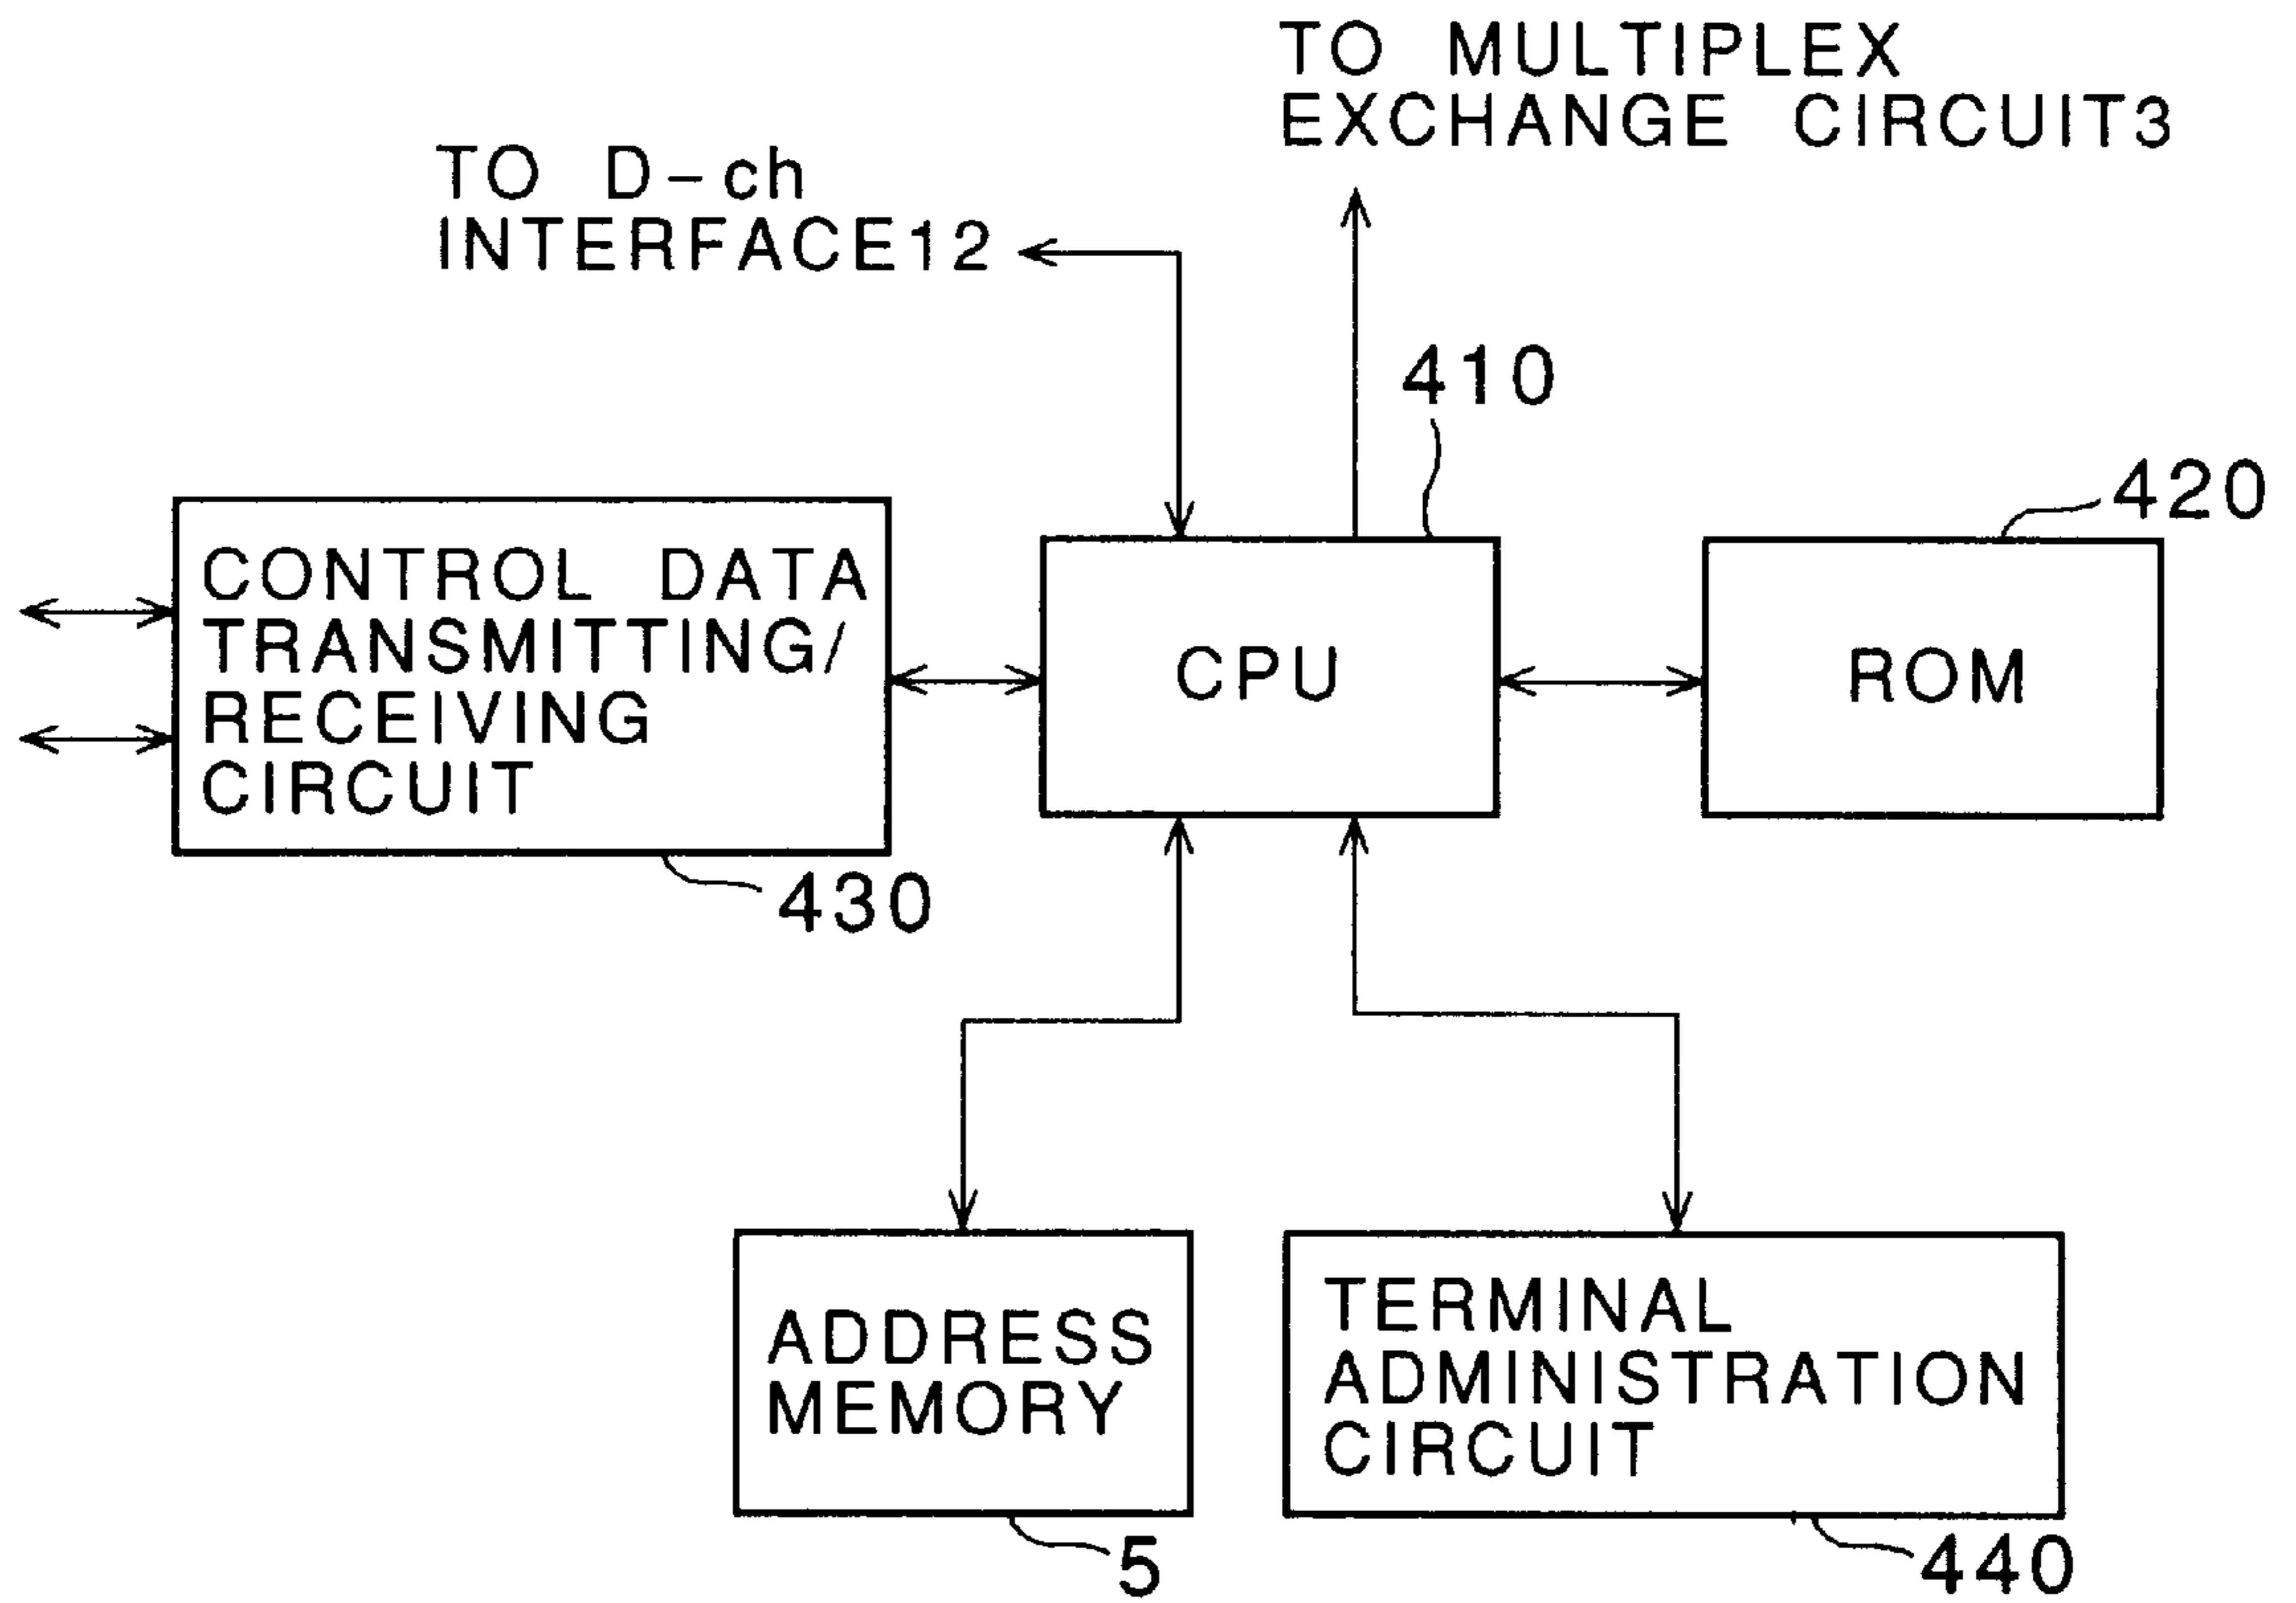 TO MULTIPLEX
EXCHANGE CIRCUIT3
TO D-ch
INTERFACE12
410
420
CONTROL DATA
TRANSMITTING/
RECEIVING
CIRCUIT
CPU
ROM
430
ADDRESS
MEMORY
TERMINAL
ADMINISTRATION
CIRCUIT
5
440